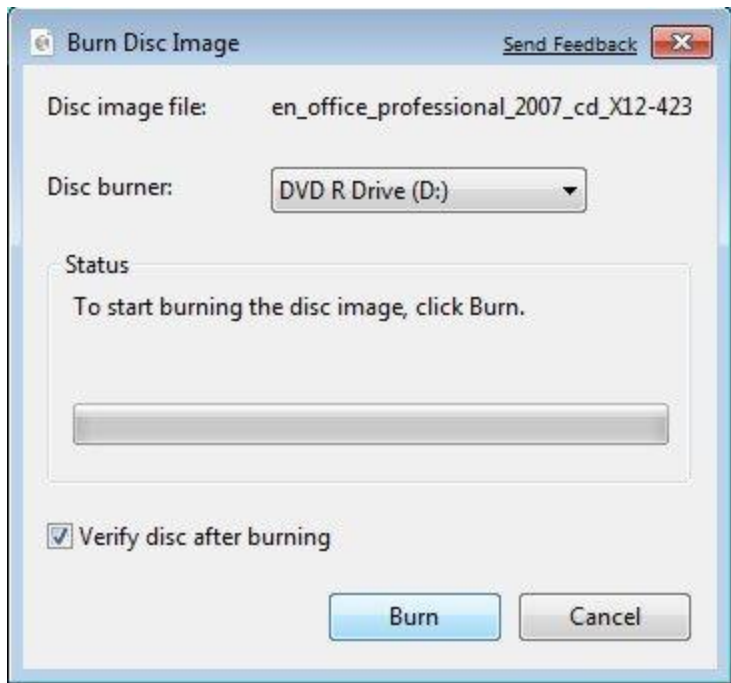 Burn Disc Image Send Feedback
Disc image file: en_office_professional_2007_cd_X12-423
Disc burner: DVD R Drive (D:)
Status
To start burning the disc image, click Burn.
Verify disc after burning
Burn Cancel